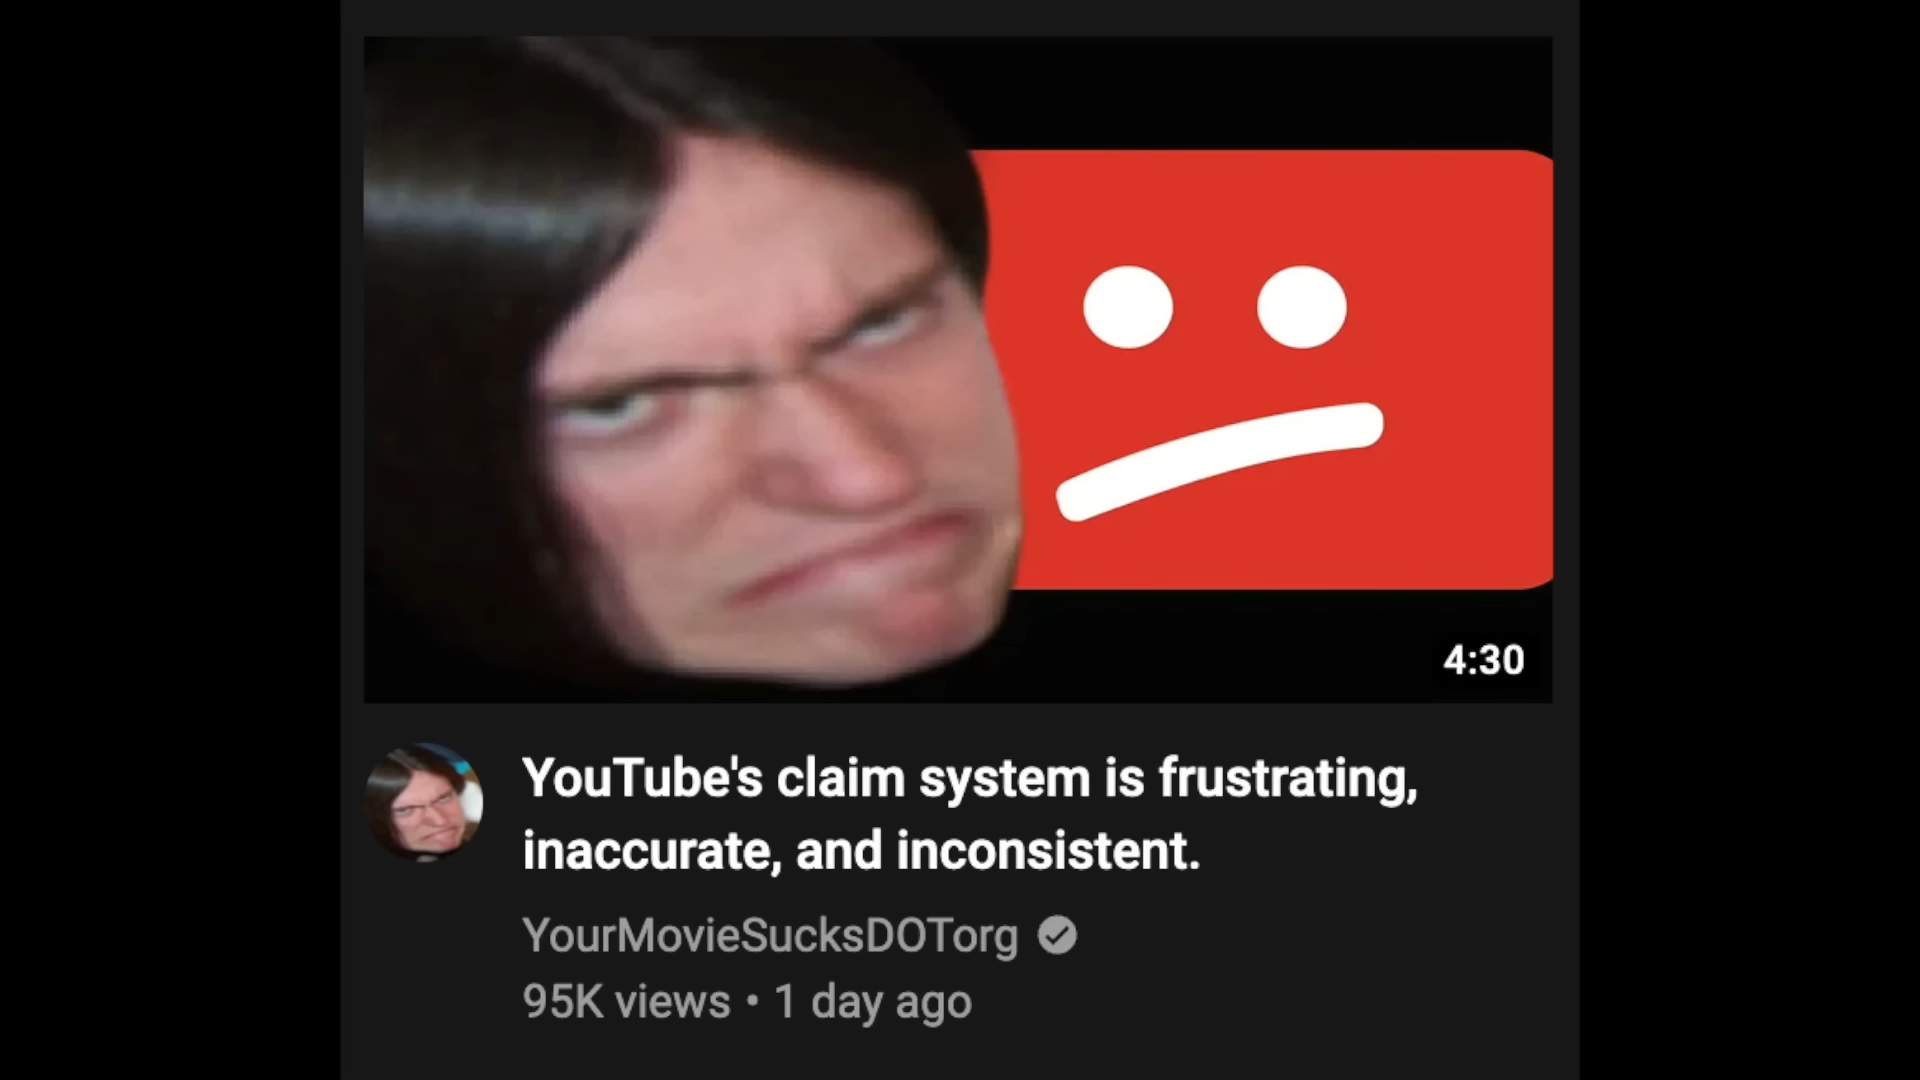 4:30
YouTube's claim system is frustrating,
inaccurate, and inconsistent.
YourMovieSucksDOTorg
95K views • 1 day ago